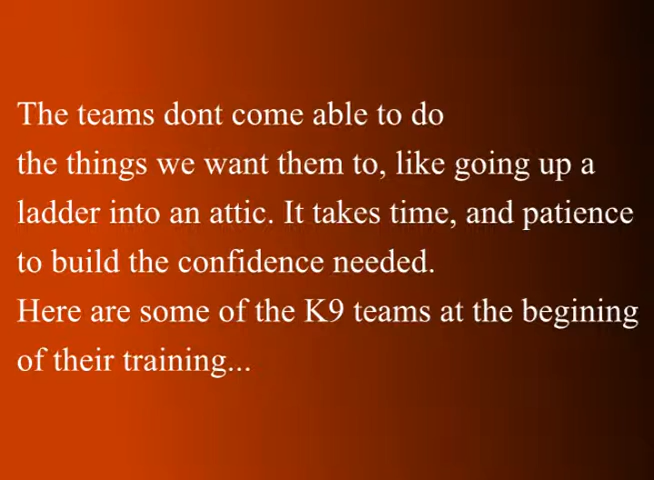 The teams dont come able to do
the things we want them to, like going up a
ladder into an attic. It takes time, and patience
to build the confidence needed.
Here are some of the K9 teams at the begining
of their training...